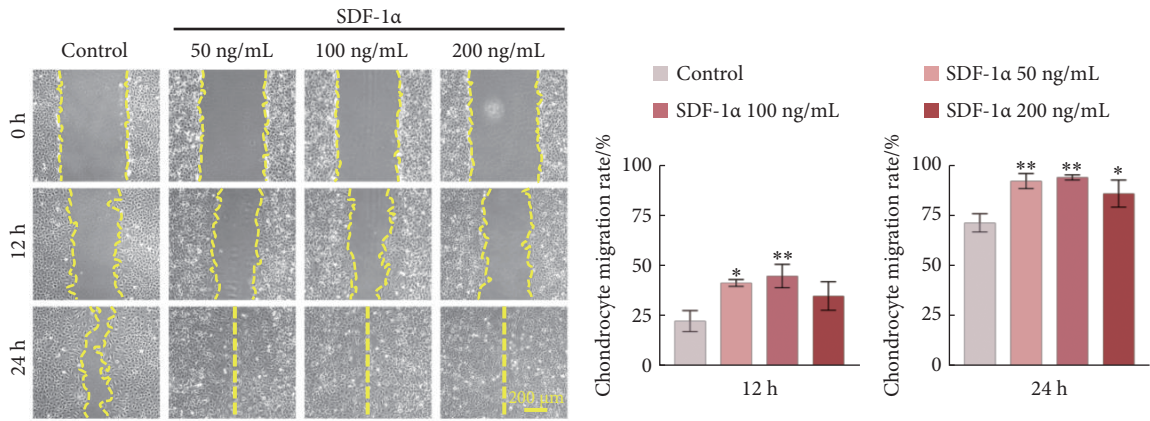 SDF-1α
Control
50 ng/mL
100 ng/mL
200 ng/mL
0 h
12 h
24 h
200 μm
Control
SDF-1α 50 ng/mL
SDF-1α 100 ng/mL
SDF-1α 200 ng/mL
Chondrocyte migration rate/%
100
75
50
25
0
*
**
12 h
Chondrocyte migration rate/%
100
75
50
25
0
**
**
*
24 h